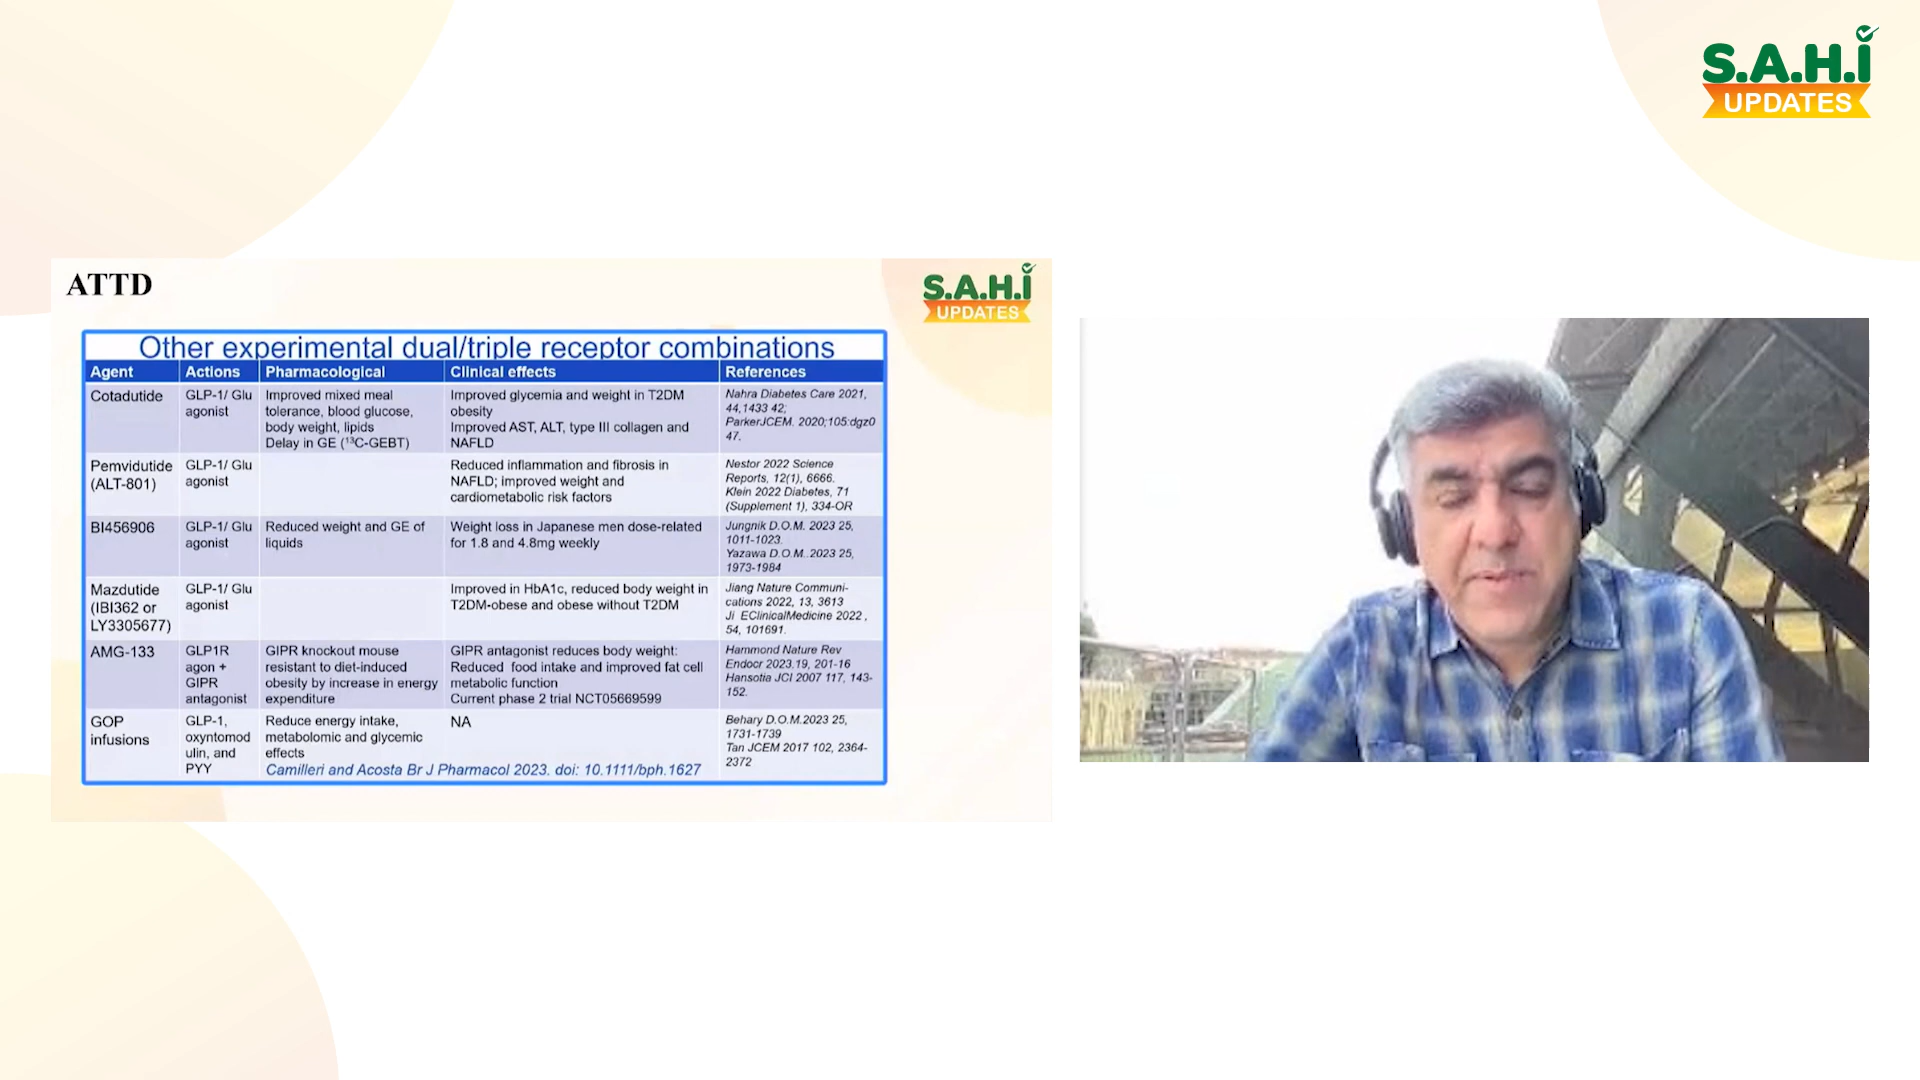 S.A.H.I
UPDATES
ATTD
S.A.H.I
UPDATES
Other experimental dual/triple receptor combinations
Agent Actions Pharmacological Clinical effects References
Cotadutide
GLP-1/ Glu
agonist
Improved mixed meal
tolerance, blood glucose,
body weight, lipids
Delay in GE (¹³C-GEBT)
Improved glycemia and weight in T2DM
obesity
Improved AST, ALT, type III collagen and
NAFLD
Nahra Diabetes Care 2021,
44,1433 42;
ParkerJCEM. 2020;105:dgz0
47.
Pemvidutide
(ALT-801)
GLP-1/ Glu
agonist
Reduced inflammation and fibrosis in
NAFLD; improved weight and
cardiometabolic risk factors
Nestor 2022 Science
Reports, 12(1), 6666.
Klein 2022 Diabetes, 71
(Supplement 1), 334-OR
BI456906
GLP-1/ Glu
agonist
Reduced weight and GE of
liquids
Weight loss in Japanese men dose-related
for 1.8 and 4.8mg weekly
Jungnik D.O.M. 2023 25,
1011-1023.
Yazawa D.O.M..2023 25,
1973-1984
Mazdutide
(IBI362 or
LY3305677)
GLP-1/ Glu
agonist
Improved in HbA1c, reduced body weight in
T2DM-obese and obese without T2DM
Jiang Nature Communi-
cations 2022, 13, 3613
Ji EClinicalMedicine 2022 ,
54, 101691.
AMG-133
GLP1R
agon +
GIPR
antagonist
GIPR knockout mouse
resistant to diet-induced
obesity by increase in energy
expenditure
GIPR antagonist reduces body weight:
Reduced food intake and improved fat cell
metabolic function
Current phase 2 trial NCT05669599
Hammond Nature Rev
Endocr 2023.19, 201-16
Hansotia JCI 2007 117, 143-
152.
GOP
infusions
GLP-1,
oxyntomod
ulin, and
PYY
Reduce energy intake,
metabolomic and glycemic
effects
NA
Behary D.O.M.2023 25,
1731-1739
Tan JCEM 2017 102, 2364-
2372
Camilleri and Acosta Br J Pharmacol 2023. doi: 10.1111/bph.1627